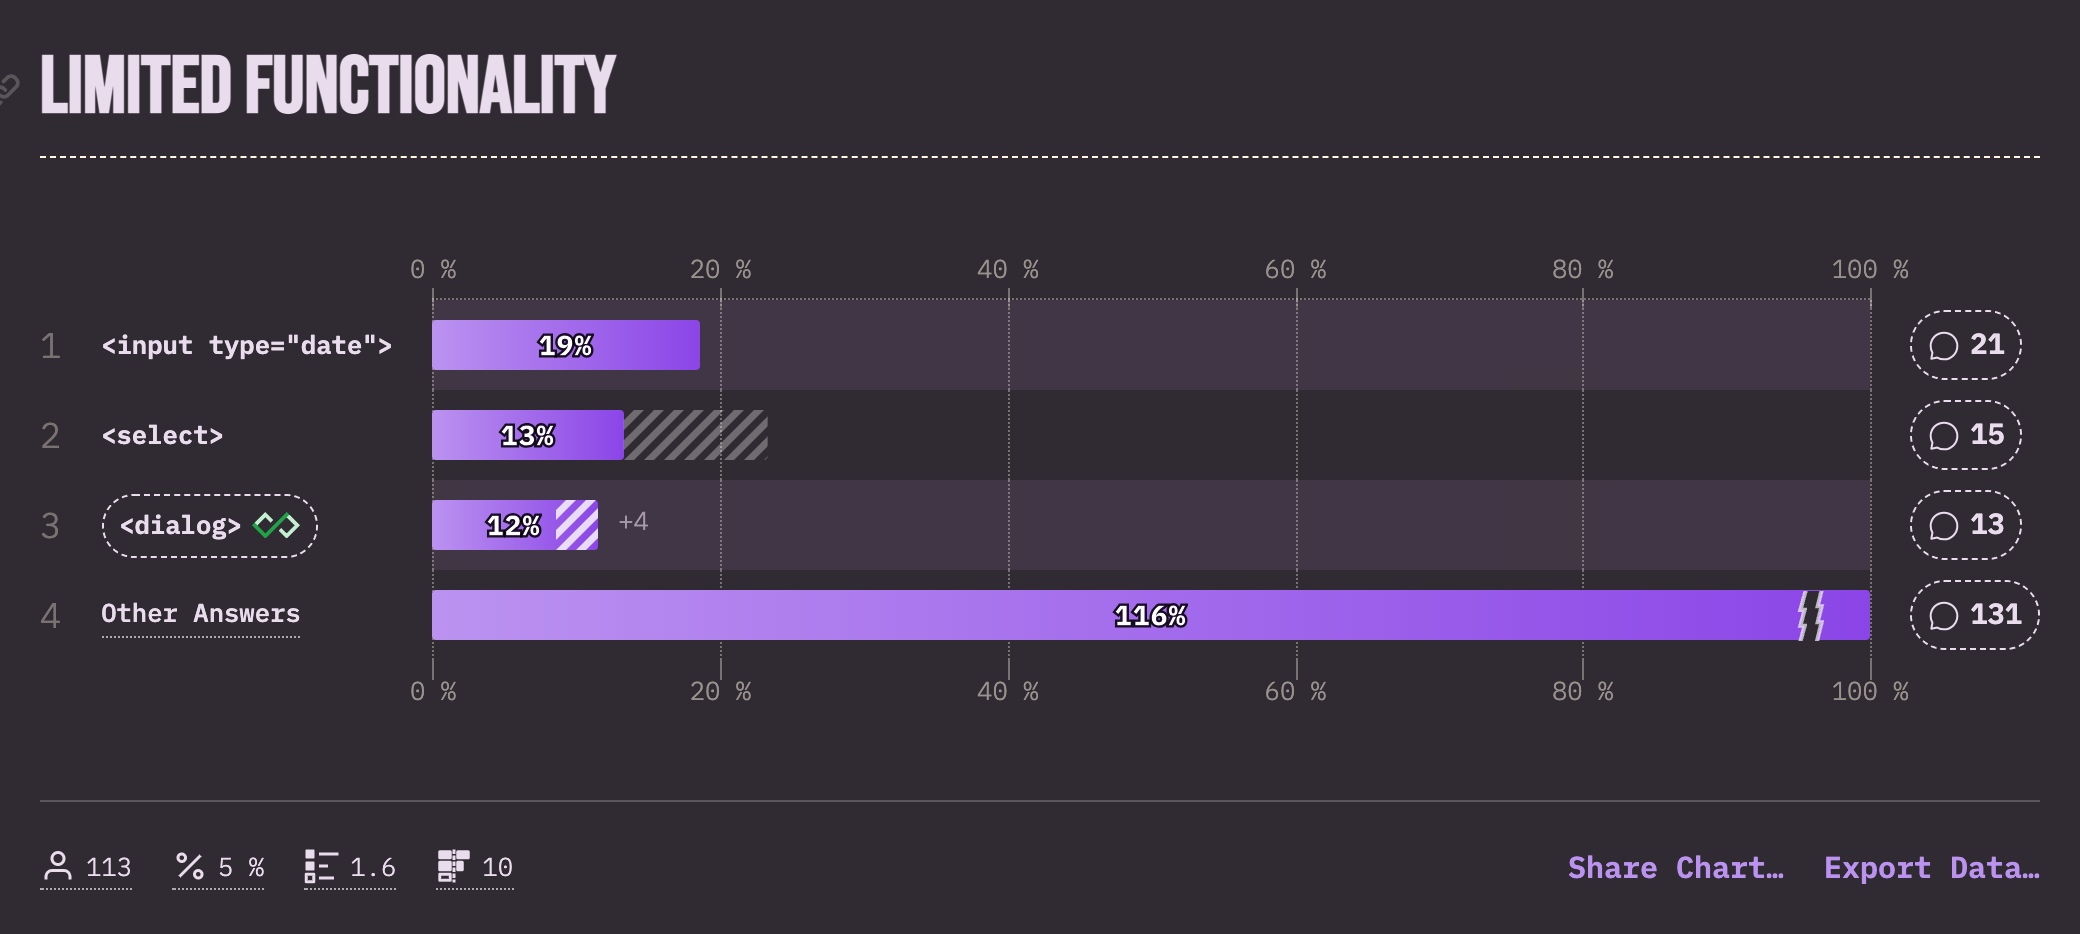 LIMITED FUNCTIONALITY
0 % 20 % 40 % 60 % 80 % 100 %
1 <input type="date"> 19% 21
2 <select> 13% 15
3 <dialog> 12% +4 13
4 Other Answers 116% 131
0 % 20 % 40 % 60 % 80 % 100 %
113 5 % 1.6 10 Share Chart… Export Data…